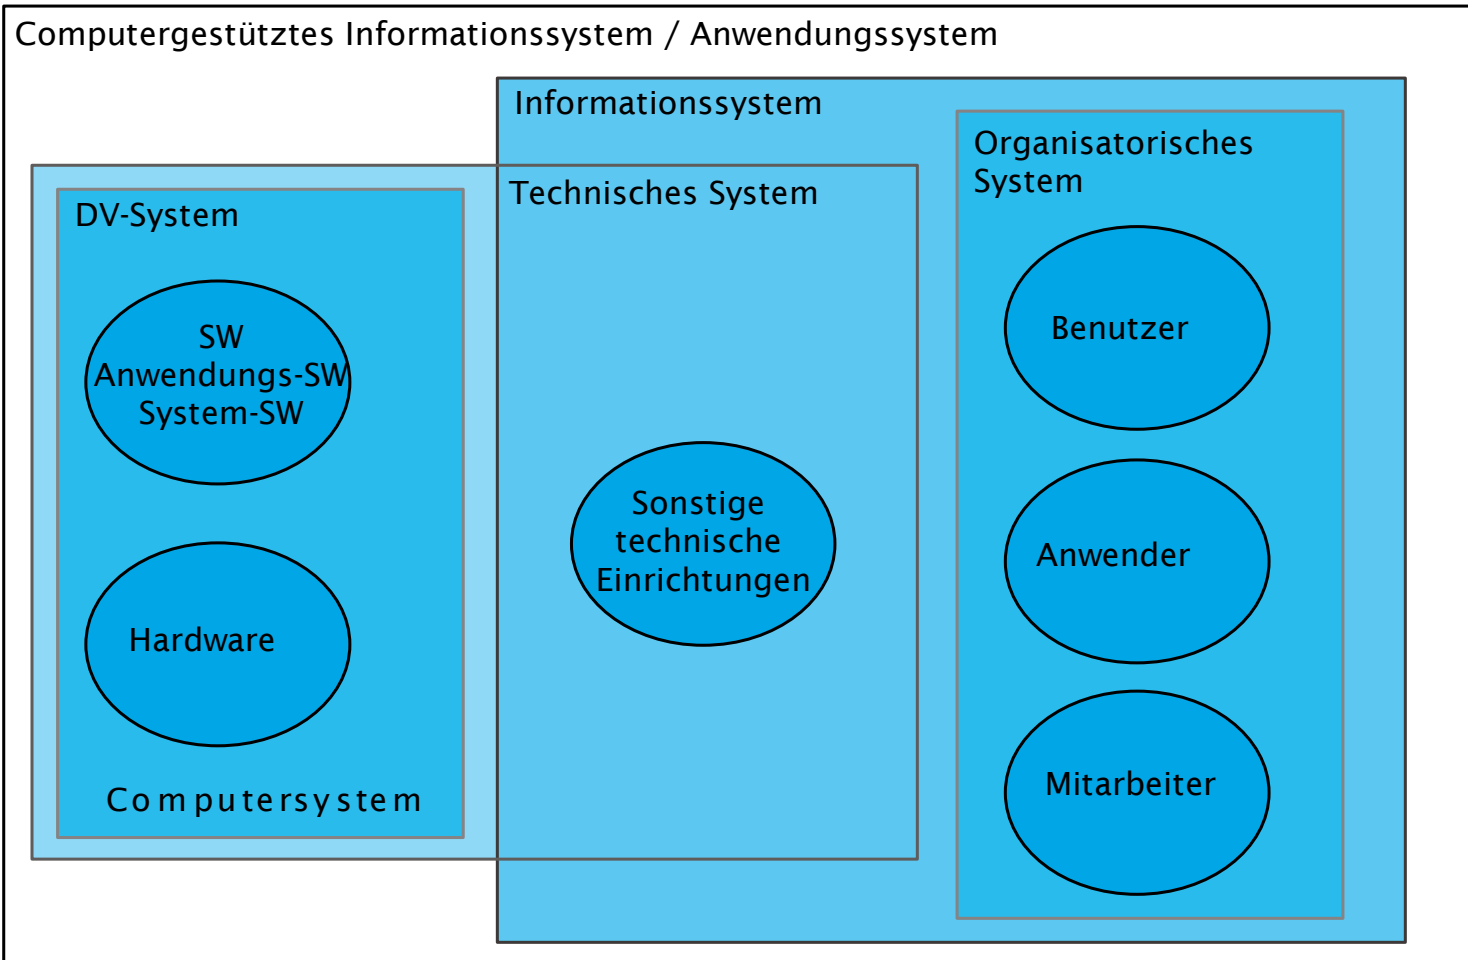 Computergestütztes Informationssystem / Anwendungssystem
Informationssystem
Organisatorisches
System
Technisches System
DV-System
SW
Anwendungs-SW
System-SW
Hardware
Computersystem
Sonstige
technische
Einrichtungen
Benutzer
Anwender
Mitarbeiter